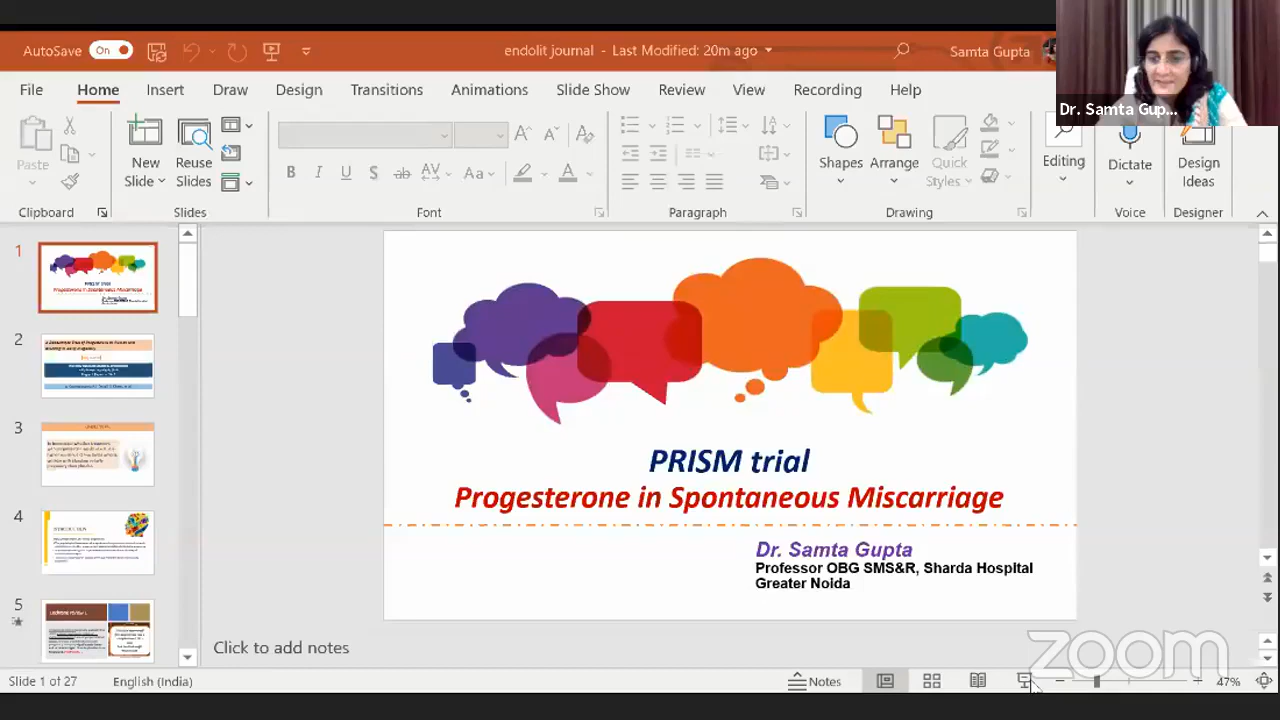 AutoSave On endolit journal - Last Modified: 20m ago Samta Gupta
Dr. Samta Gup...
File Home Insert Draw Design Transitions Animations Slide Show Review View Recording Help
Paste New Slide Reuse Slides Shapes Arrange Quick Styles Editing Dictate Design Ideas
Clipboard Slides Font Paragraph Drawing Voice Designer
1
2
3
4
5
PRISM trial
Progesterone in Spontaneous Miscarriage
Dr. Samta Gupta
Professor OBG SMS&R, Sharda HospItal
Greater Noida
Click to add notes
zoom
Slide 1 of 27 English (India) Notes 47%